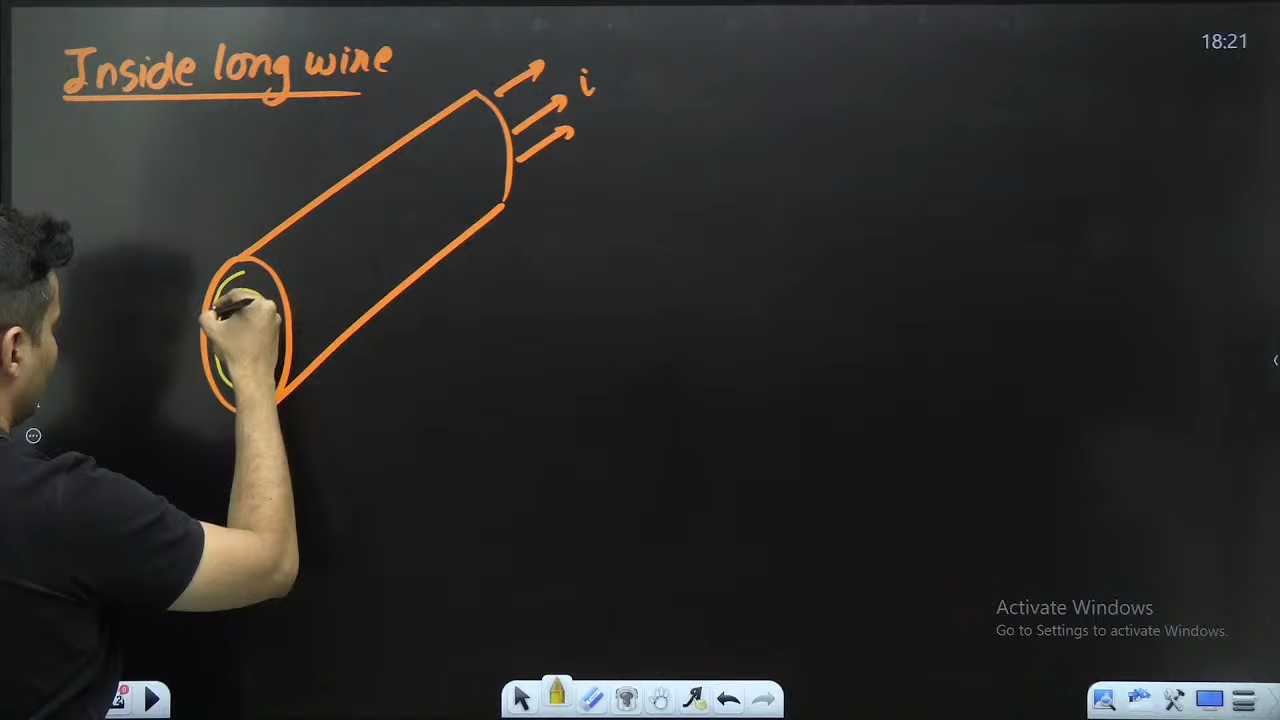 Inside long wire
i
18:21
Activate Windows
Go to Settings to activate Windows.